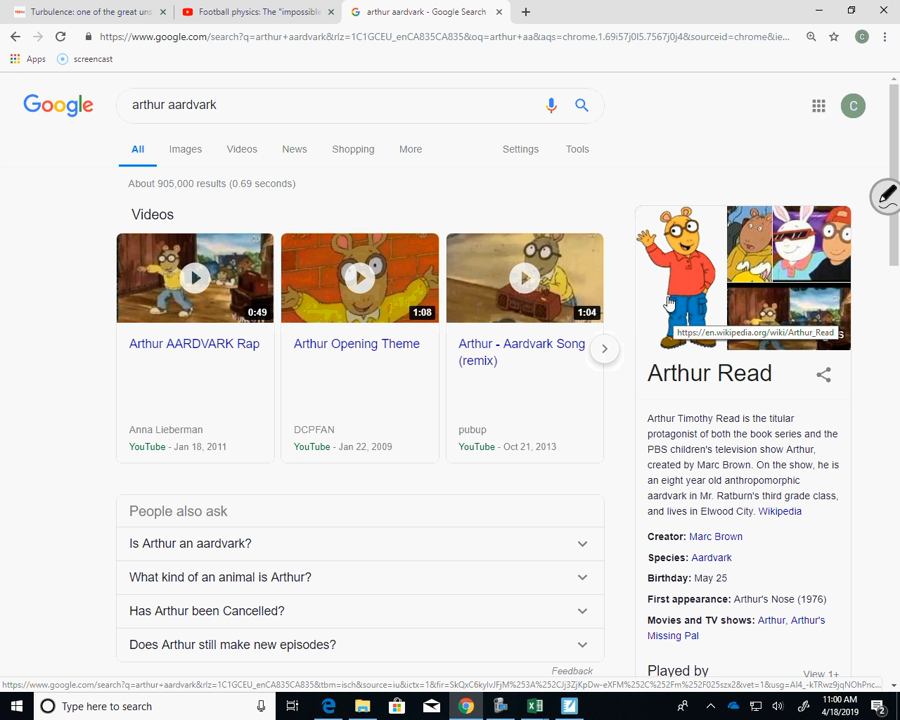 Turbulence: one of the great uns
Football physics: The "impossible
arthur aardvark - Google Search
https://www.google.com/search?q=arthur+aardvark&rlz=1C1GCEU_enCA835CA835&oq=arthur+aa&aqs=chrome.1.69i57j0l5.7567j0j4&sourceid=chrome&ie...
C
Apps
screencast
Google
arthur aardvark
C
All
Images
Videos
News
Shopping
More
Settings
Tools
About 905,000 results (0.69 seconds)
Videos
0:49
1:08
1:04
Arthur AARDVARK Rap
Arthur Opening Theme
Arthur - Aardvark Song
(remix)
Anna Lieberman
DCPFAN
pubup
YouTube - Jan 18, 2011
YouTube - Jan 22, 2009
YouTube - Oct 21, 2013
People also ask
Is Arthur an aardvark?
What kind of an animal is Arthur?
Has Arthur been Cancelled?
Does Arthur still make new episodes?
Feedback
https://en.wikipedia.org/wiki/Arthur_Read
Arthur Read
Arthur Timothy Read is the titular
protagonist of both the book series and the
PBS children's television show Arthur,
created by Marc Brown. On the show, he is
an eight year old anthropomorphic
aardvark in Mr. Ratburn's third grade class,
and lives in Elwood City. Wikipedia
Creator: Marc Brown
Species: Aardvark
Birthday: May 25
First appearance: Arthur's Nose (1976)
Movies and TV shows: Arthur, Arthur's
Missing Pal
Played by
View 1+
Type here to search
11:00 AM
4/18/2019
2